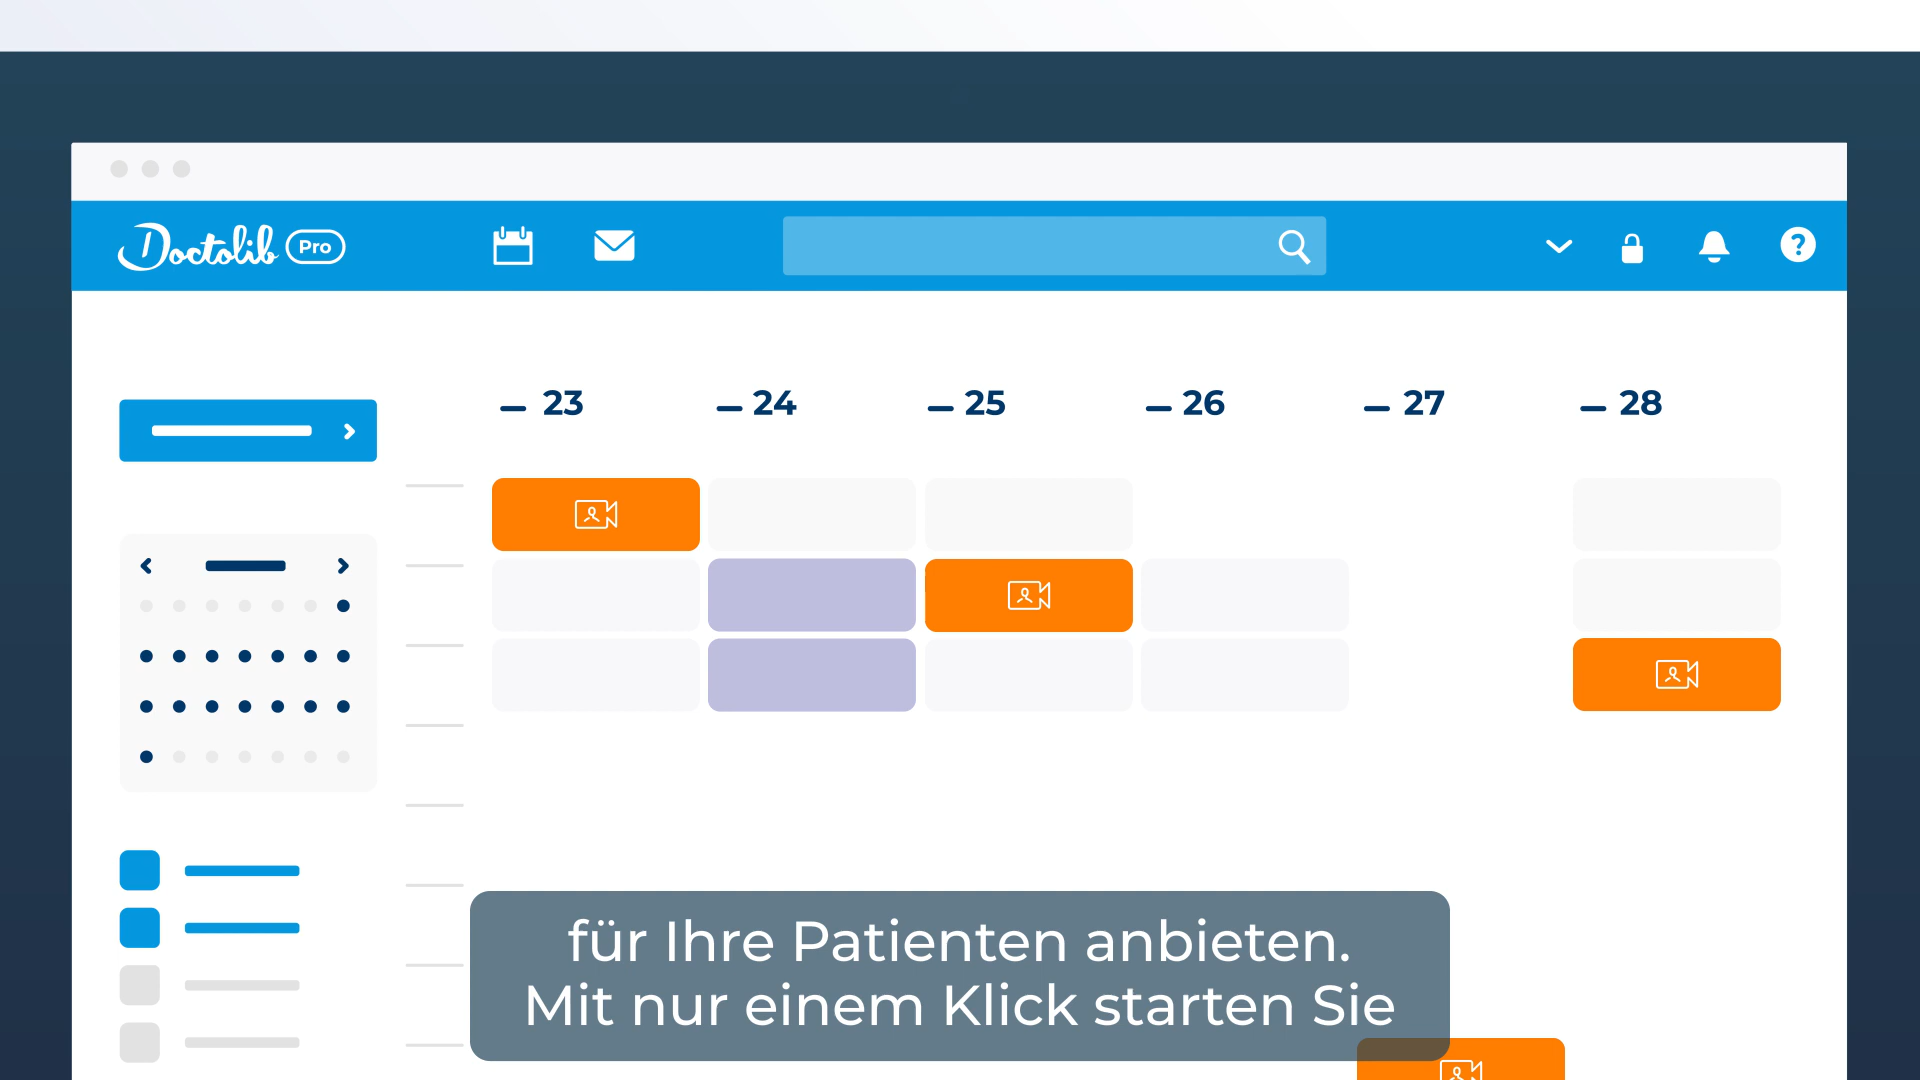 Doctolib Pro
23 24 25 26 27 28
für Ihre Patienten anbieten.
Mit nur einem Klick starten Sie